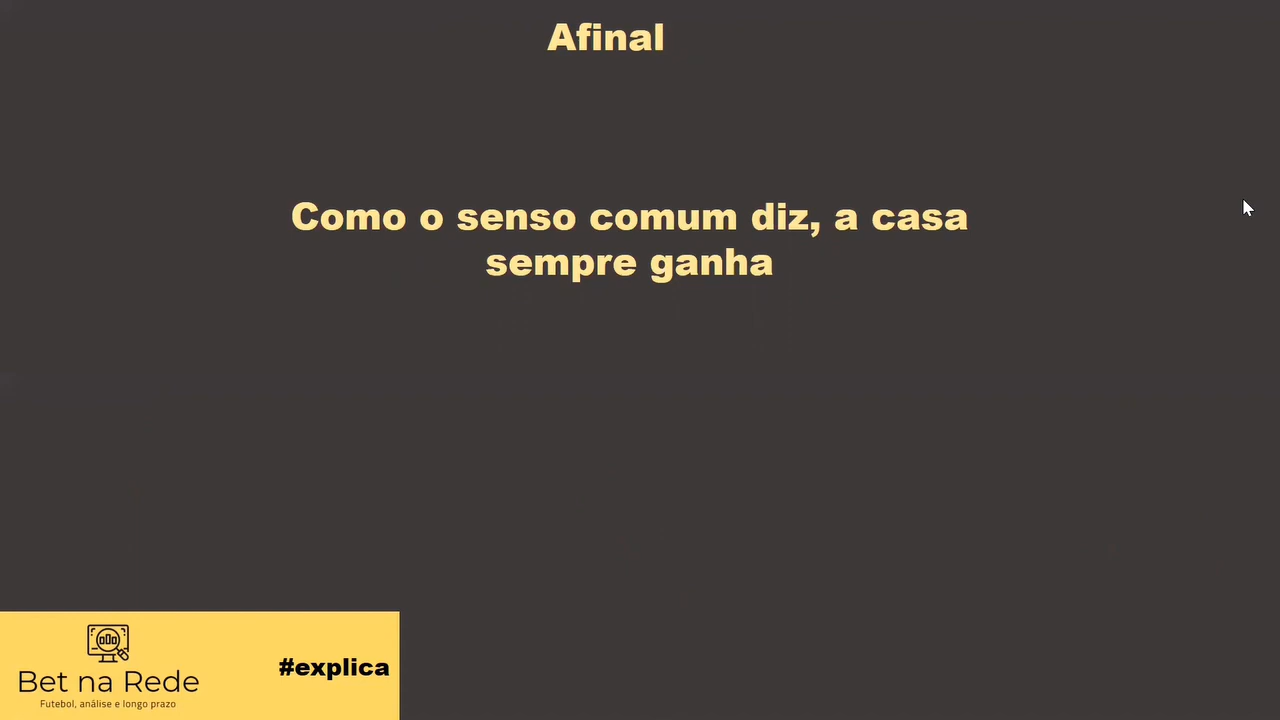 Afinal
Como o senso comum diz, a casa
sempre ganha
#explica
Bet na Rede
Futebol, análise e longo prazo